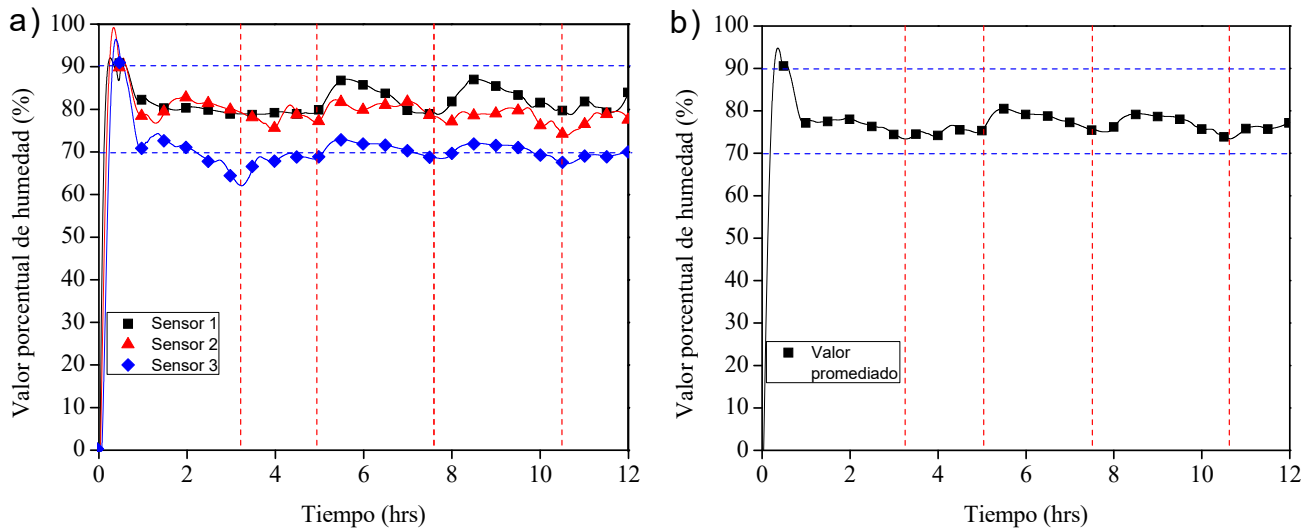 a)
Valor porcentual de humedad (%)
100
90
80
70
60
50
40
30
20
10
0
Sensor 1
Sensor 2
Sensor 3
0 2 4 6 8 10 12
Tiempo (hrs)
b)
Valor porcentual de humedad (%)
100
90
80
70
60
50
40
30
20
10
0
Valor
promediado
0 2 4 6 8 10 12
Tiempo (hrs)